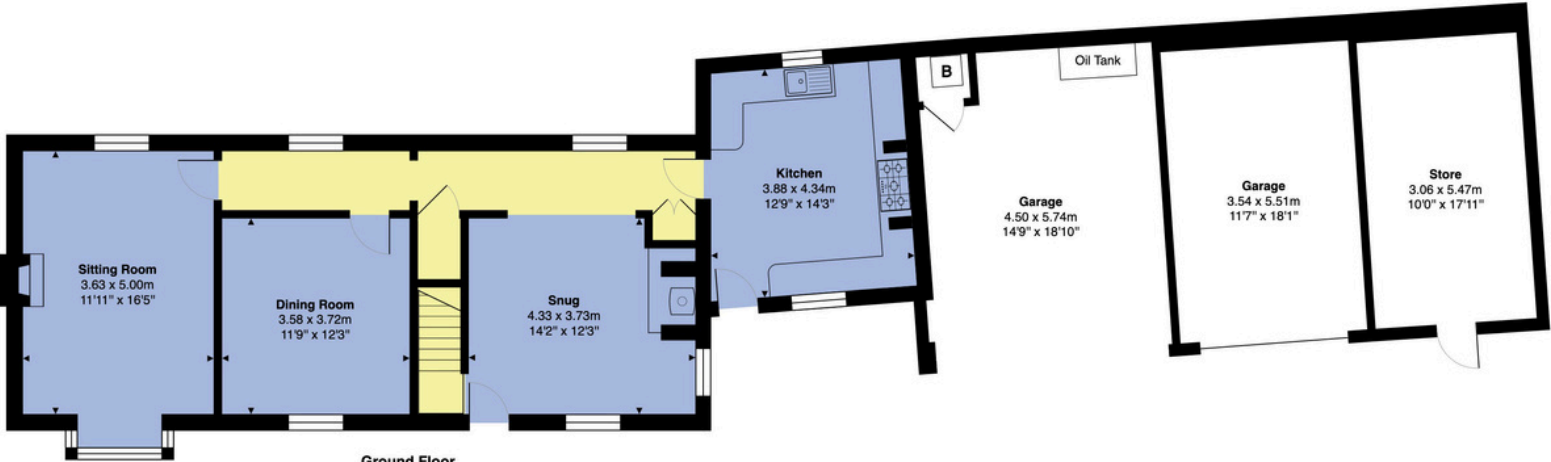 Sitting Room
3.63 x 5.00m
11'11" x 16'5"
Dining Room
3.58 x 3.72m
11'9" x 12'3"
Snug
4.33 x 3.73m
14'2" x 12'3"
Kitchen
3.88 x 4.34m
12'9" x 14'3"
B
Oil Tank
Garage
4.50 x 5.74m
14'9" x 18'10"
Garage
3.54 x 5.51m
11'7" x 18'1"
Store
3.06 x 5.47m
10'0" x 17'11"
Ground Floor